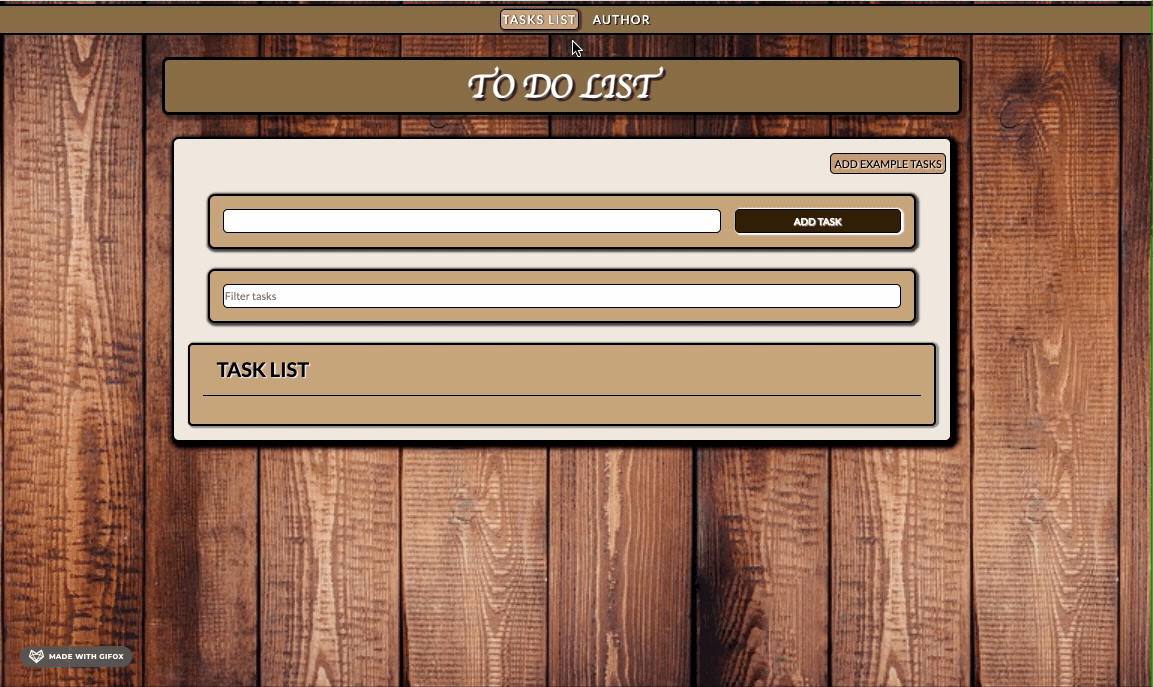 TASKS LIST AUTHOR
TO DO LIST
ADD EXAMPLE TASKS
ADD TASK
Filter tasks
TASK LIST
MADE WITH GIFOX